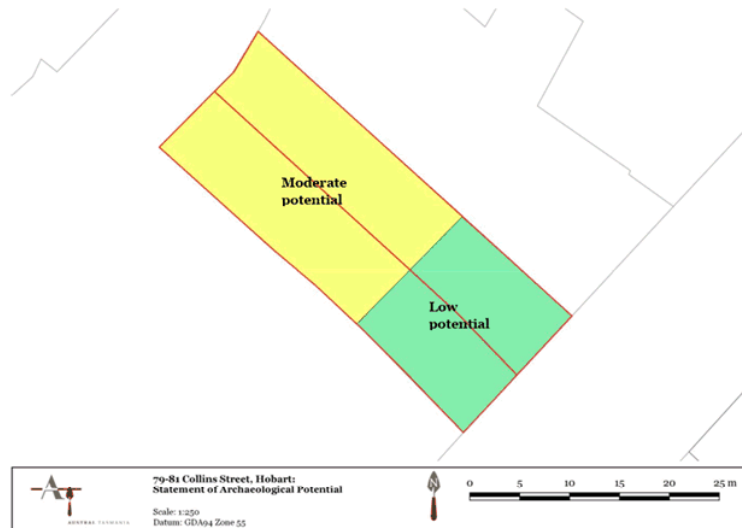 Moderate
potential
Low
potential
79-81 Collins Street, Hobart:
Statement of Archaeological Potential
Scale: 1:250
Datum: GDA94 Zone 55
A
AUSTRAL TASMANIA
N
0 5 10 15 20 25 m